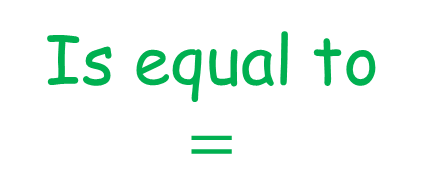 Is equal to
=